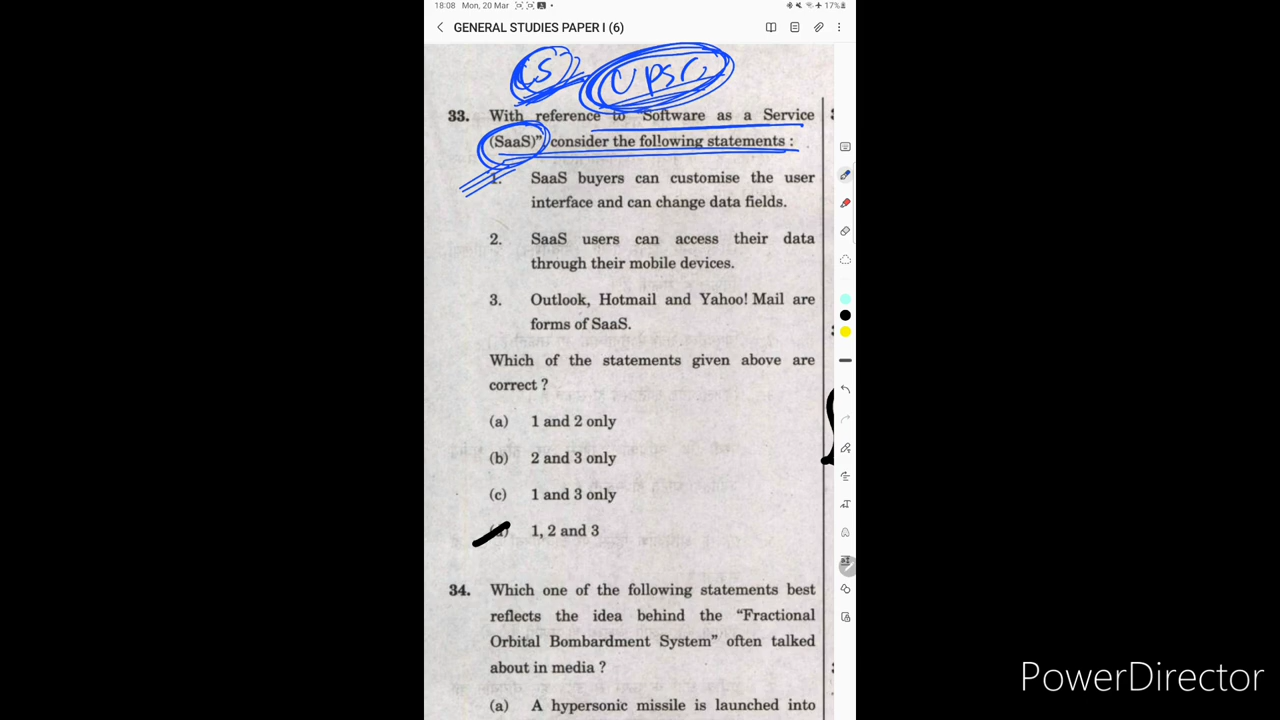 18:08 Mon, 20 Mar
17%
GENERAL STUDIES PAPER I (6)
CS
UPSC
33. With reference to "Software as a Service
(SaaS)" consider the following statements :
1. SaaS buyers can customise the user
interface and can change data fields.
2. SaaS users can access their data
through their mobile devices.
3. Outlook, Hotmail and Yahoo! Mail are
forms of SaaS.
Which of the statements given above are
correct ?
(a) 1 and 2 only
(b) 2 and 3 only
(c) 1 and 3 only
(d) 1, 2 and 3
34. Which one of the following statements best
reflects the idea behind the "Fractional
Orbital Bombardment System" often talked
about in media ?
(a) A hypersonic missile is launched into
PowerDirector